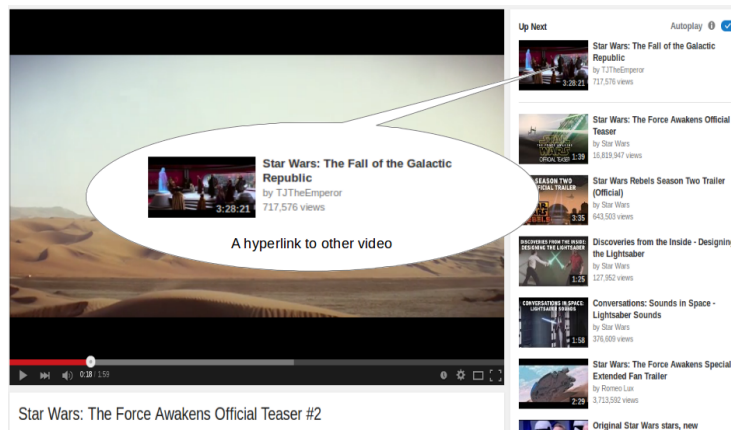 Up Next
Autoplay
Star Wars: The Fall of the Galactic
Republic
by TJTheEmperor
717,576 views
3:28:21
Star Wars: The Force Awakens Official
Teaser
by Star Wars
16,819,947 views
OFFICIAL TEASER
1:39
Star Wars Rebels Season Two Trailer
(Official)
by Star Wars
643,503 views
SEASON TWO
OFFICIAL TRAILER
3:35
Discoveries from the Inside - Designing
the Lightsaber
by Star Wars
127,952 views
DISCOVERIES FROM THE INSIDE:
DESIGNING THE LIGHTSABER
1:25
Conversations: Sounds in Space -
Lightsaber Sounds
by Star Wars
376,609 views
CONVERSATIONS IN SPACE:
LIGHTSABER SOUNDS
1:58
Star Wars: The Force Awakens Special
Extended Fan Trailer
by Romeo Lux
3,713,592 views
2:29
Original Star Wars stars, new
Star Wars: The Fall of the Galactic
Republic
by TJTheEmperor
717,576 views
3:28:21
A hyperlink to other video
0:18 / 1:59
Star Wars: The Force Awakens Official Teaser #2